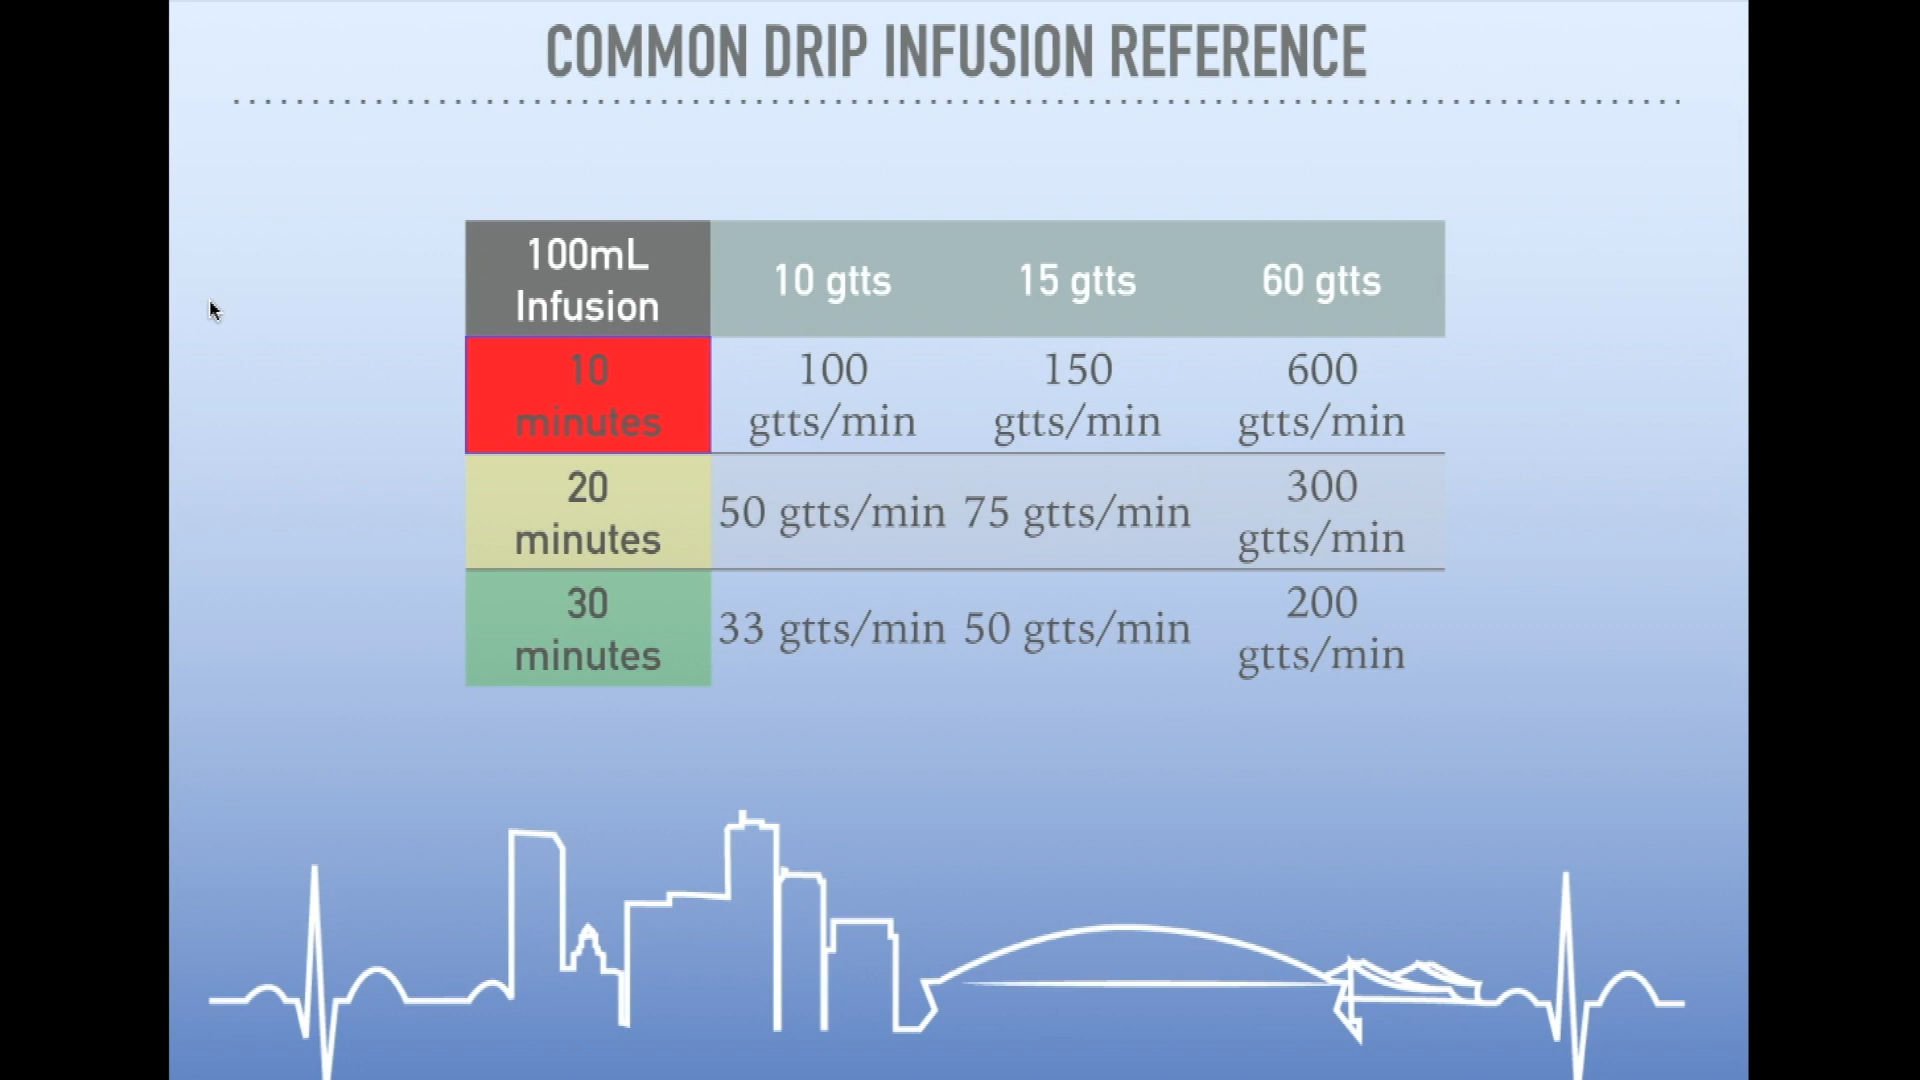 COMMON DRIP INFUSION REFERENCE
100mL
Infusion
10 gtts
15 gtts
60 gtts
10
minutes
100
gtts/min
150
gtts/min
600
gtts/min
20
minutes
50 gtts/min
75 gtts/min
300
gtts/min
30
minutes
33 gtts/min
50 gtts/min
200
gtts/min